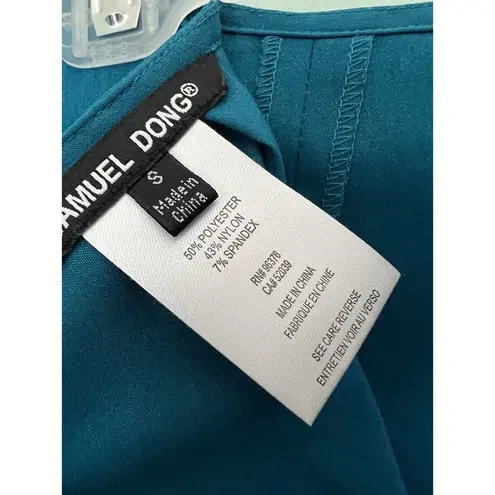 AMUEL DONG®
S
Made in
China
50% POLYESTER
43% NYLON
7% SPANDEX
RN# 96376
CA# 52039
MADE IN CHINA
FABRIQUE EN CHINE
SEE CARE REVERSE
ENTRETIEN VOIR AU VERSO